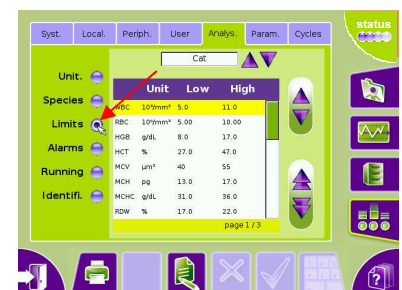 status
Syst. Local. Periph. User Analys. Param. Cycles
Cat
Unit.
Species
Limits
Alarms
Running
Identifi.
Unit Low High
WBC 10³/mm³ 5.0 11.0
RBC 10⁶/mm³ 5.00 10.00
HGB g/dL 8.0 17.0
HCT % 27.0 47.0
MCV µm³ 40 55
MCH pg 13.0 17.0
MCHC g/dL 31.0 36.0
RDW % 17.0 22.0
page 1 / 3